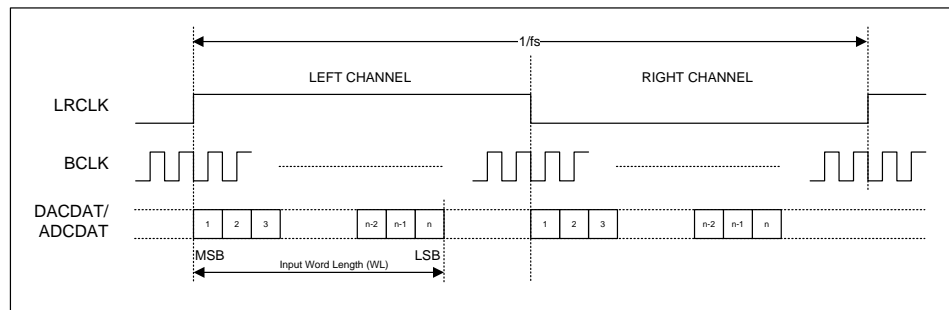 1/fs
LEFT CHANNEL RIGHT CHANNEL
LRCLK
BCLK
DACDAT/
ADCDAT
1 2 3 n-2 n-1 n 1 2 3 n-2 n-1 n
MSB LSB
Input Word Length (WL)